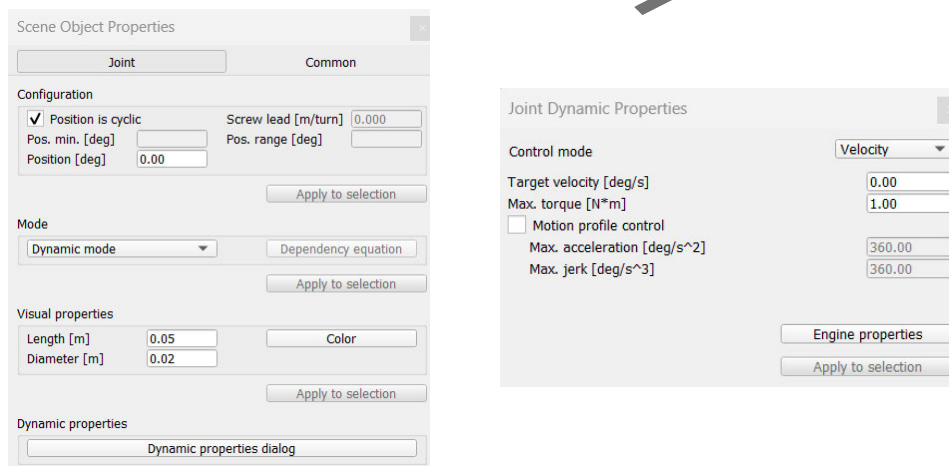 Scene Object Properties
Joint Common
Configuration
Position is cyclic Screw lead [m/turn] 0.000
Pos. min. [deg] Pos. range [deg]
Position [deg] 0.00
Apply to selection
Mode
Dynamic mode Dependency equation
Apply to selection
Visual properties
Length [m] 0.05 Color
Diameter [m] 0.02
Apply to selection
Dynamic properties
Dynamic properties dialog
Joint Dynamic Properties
Control mode Velocity
Target velocity [deg/s] 0.00
Max. torque [N*m] 1.00
Motion profile control
Max. acceleration [deg/s^2] 360.00
Max. jerk [deg/s^3] 360.00
Engine properties
Apply to selection